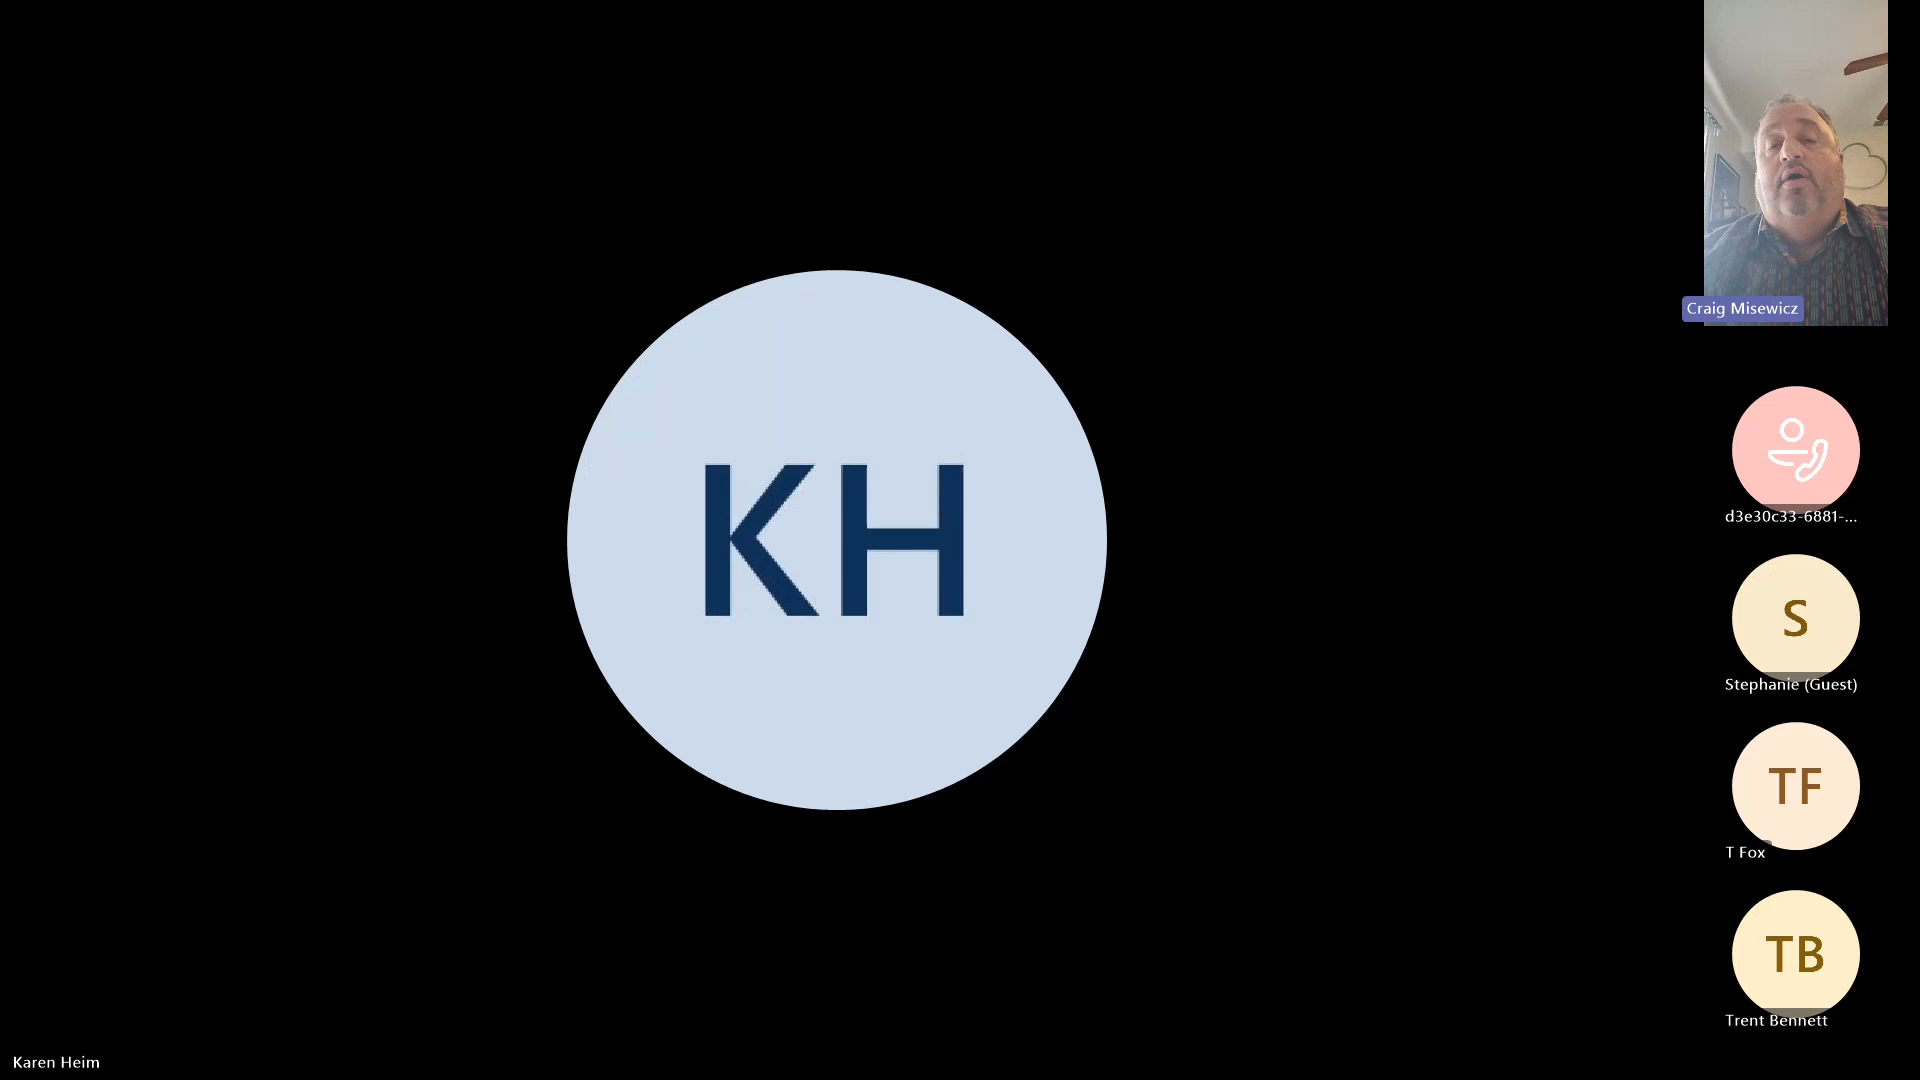 Craig Misewicz
KH
d3e30c33-6881-...
S
Stephanie (Guest)
TF
T Fox
TB
Trent Bennett
Karen Heim